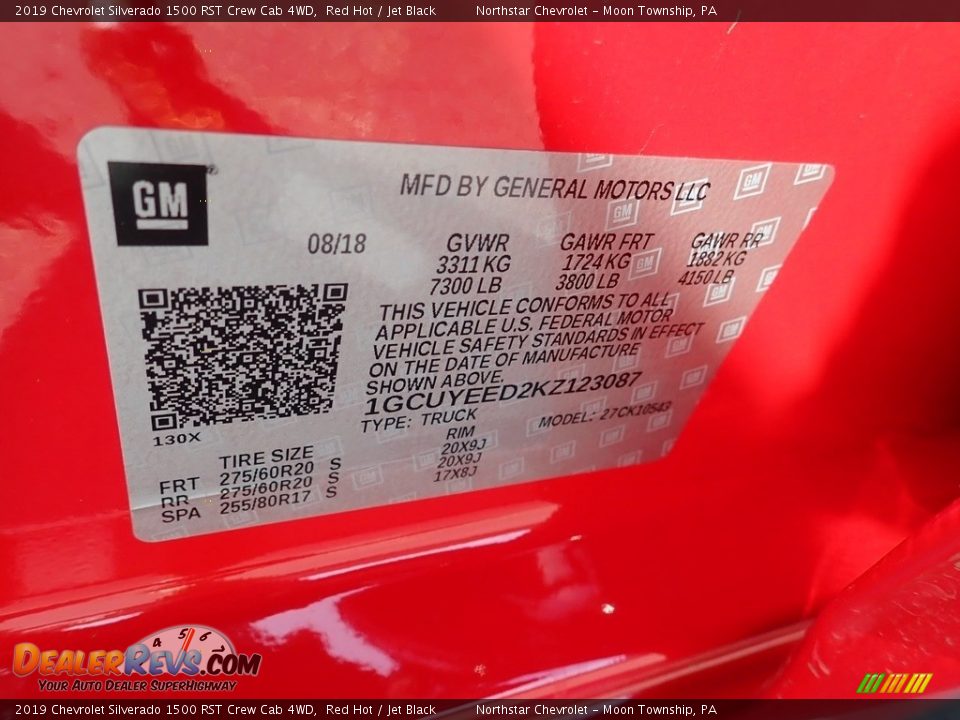 2019 Chevrolet Silverado 1500 RST Crew Cab 4WD, Red Hot / Jet Black Northstar Chevrolet - Moon Township, PA
GM
MFD BY GENERAL MOTORS LLC
08/18 GVWR GAWR FRT GAWR RR
3311 KG 1724 KG 1882 KG
7300 LB 3800 LB 4150 LB
THIS VEHICLE CONFORMS TO ALL
APPLICABLE U.S. FEDERAL MOTOR
VEHICLE SAFETY STANDARDS IN EFFECT
ON THE DATE OF MANUFACTURE
SHOWN ABOVE.
1GCUYEED2KZ123087
TYPE: TRUCK MODEL: 27CK10543
130X
TIRE SIZE RIM
FRT 275/60R20 S 20X9J
RR 275/60R20 S 20X9J
SPA 255/80R17 S 17X8J
4 5 6
DealerRevs.com
Your Auto Dealer SuperHighway
2019 Chevrolet Silverado 1500 RST Crew Cab 4WD, Red Hot / Jet Black Northstar Chevrolet - Moon Township, PA